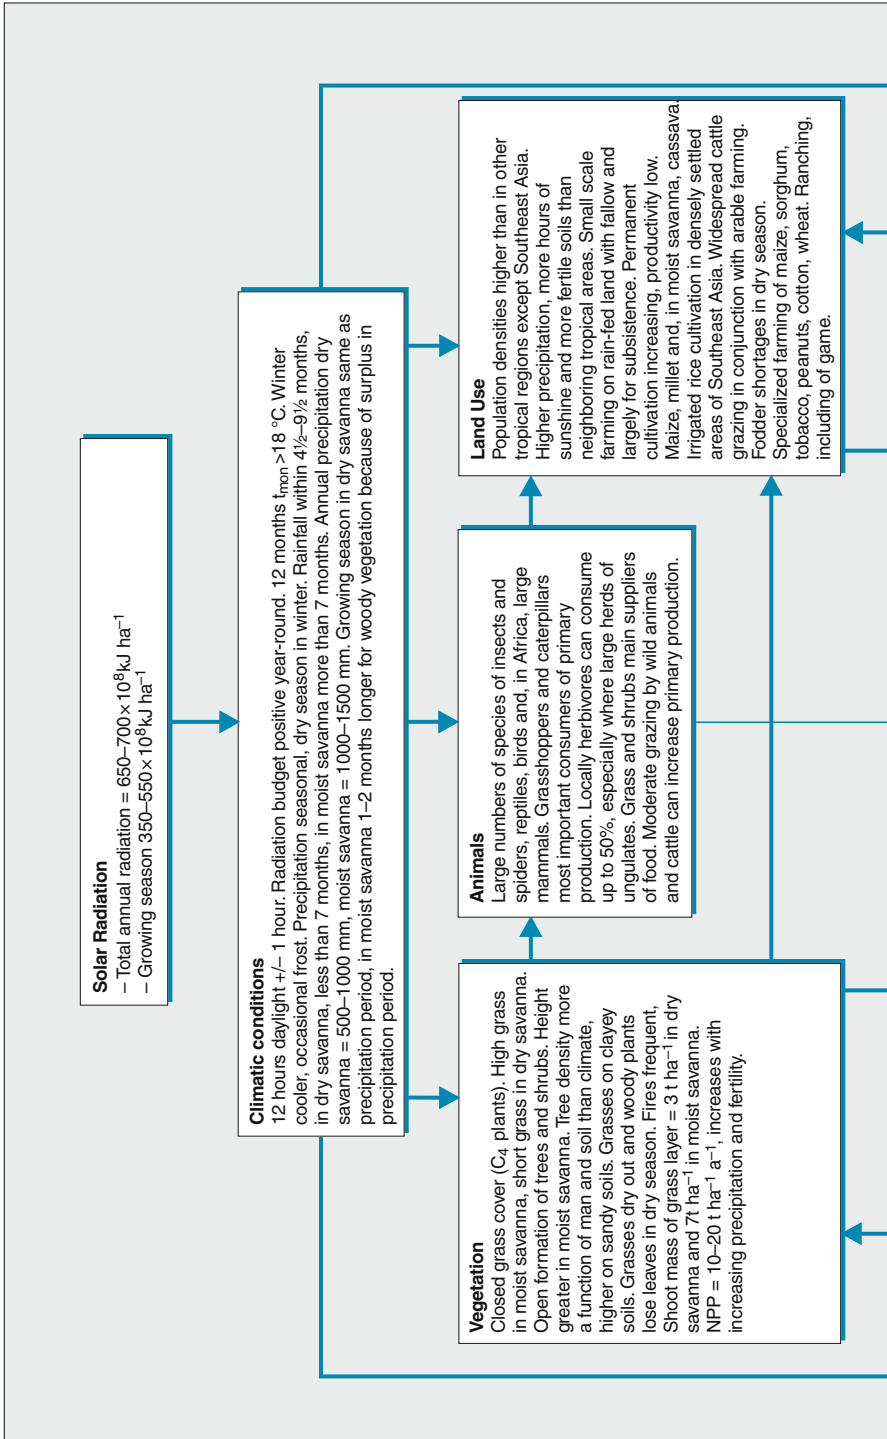 Solar Radiation
– Total annual radiation = 650–700×10⁸kJ ha⁻¹
– Growing season 350–550×10⁸kJ ha⁻¹
Climatic conditions
12 hours daylight +/– 1 hour. Radiation budget positive year-round. 12 months tₘₒₙ >18 °C. Winter
cooler, occasional frost. Precipitation seasonal, dry season in winter. Rainfall within 4½–9½ months,
in dry savanna, less than 7 months, in moist savanna more than 7 months. Annual precipitation dry
savanna = 500–1000 mm, moist savanna = 1000–1500 mm. Growing season in dry savanna same as
precipitation period, in moist savanna 1–2 months longer for woody vegetation because of surplus in
precipitation period.
Vegetation
Closed grass cover (C₄ plants). High grass
in moist savanna, short grass in dry savanna.
Open formation of trees and shrubs. Height
greater in moist savanna. Tree density more
a function of man and soil than climate,
higher on sandy soils. Grasses on clayey
soils. Grasses dry out and woody plants
lose leaves in dry season. Fires frequent,
Shoot mass of grass layer = 3 t ha⁻¹ in dry
savanna and 7t ha⁻¹ in moist savanna.
NPP = 10–20 t ha⁻¹ a⁻¹, increases with
increasing precipitation and fertility.
Animals
Large numbers of species of insects and
spiders, reptiles, birds and, in Africa, large
mammals. Grasshoppers and caterpillars
most important consumers of primary
production. Locally herbivores can consume
up to 50%, especially where large herds of
ungulates. Grass and shrubs main suppliers
of food. Moderate grazing by wild animals
and cattle can increase primary production.
Land Use
Population densities higher than in other
tropical regions except Southeast Asia.
Higher precipitation, more hours of
sunshine and more fertile soils than
neighboring tropical areas. Small scale
farming on rain-fed land with fallow and
largely for subsistence. Permanent
cultivation increasing, productivity low.
Maize, millet and, in moist savanna, cassava.
Irrigated rice cultivation in densely settled
areas of Southeast Asia. Widespread cattle
grazing in conjunction with arable farming.
Fodder shortages in dry season.
Specialized farming of maize, sorghum,
tobacco, peanuts, cotton, wheat. Ranching,
including of game.